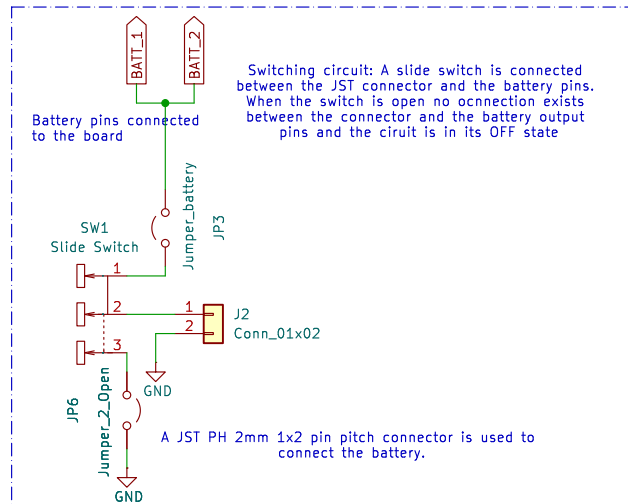 BATT_1
BATT_2
Switching circuit: A slide switch is connected
between the JST connector and the battery pins.
When the switch is open no ocnnection exists
between the connector and the battery output
pins and the ciruit is in its OFF state
Battery pins connected
to the board
Jumper_battery
JP3
SW1
Slide Switch
1
2
3
1
2
J2
Conn_01x02
GND
JP6
Jumper_2_Open
A JST PH 2mm 1x2 pin pitch connector is used to
connect the battery.
GND